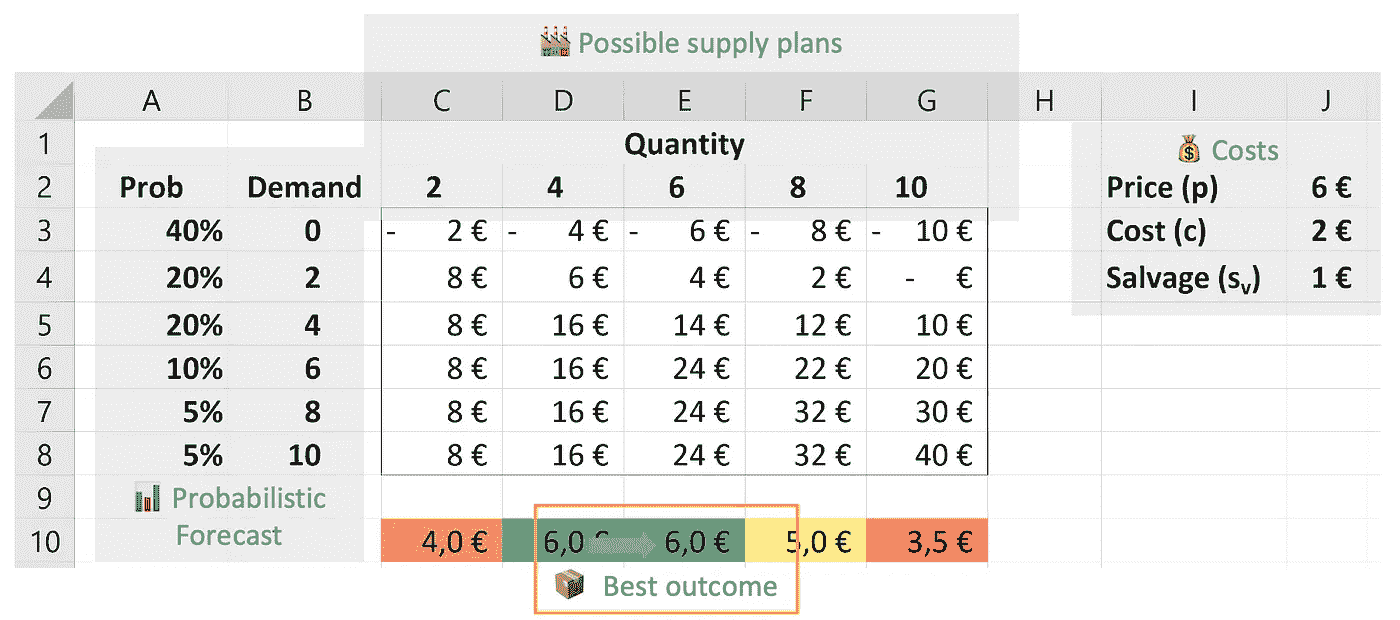 Possible supply plans
A B C D E F G H I J
1 Quantity Costs
2 Prob Demand 2 4 6 8 10 Price (p) 6 €
3 40% 0 - 2 € - 4 € - 6 € - 8 € - 10 € Cost (c) 2 €
4 20% 2 8 € 6 € 4 € 2 € - € Salvage (sv) 1 €
5 20% 4 8 € 16 € 14 € 12 € 10 €
6 10% 6 8 € 16 € 24 € 22 € 20 €
7 5% 8 8 € 16 € 24 € 32 € 30 €
8 5% 10 8 € 16 € 24 € 32 € 40 €
9 Probabilistic
10 Forecast 4,0 € 6,0 € 6,0 € 5,0 € 3,5 €
Best outcome